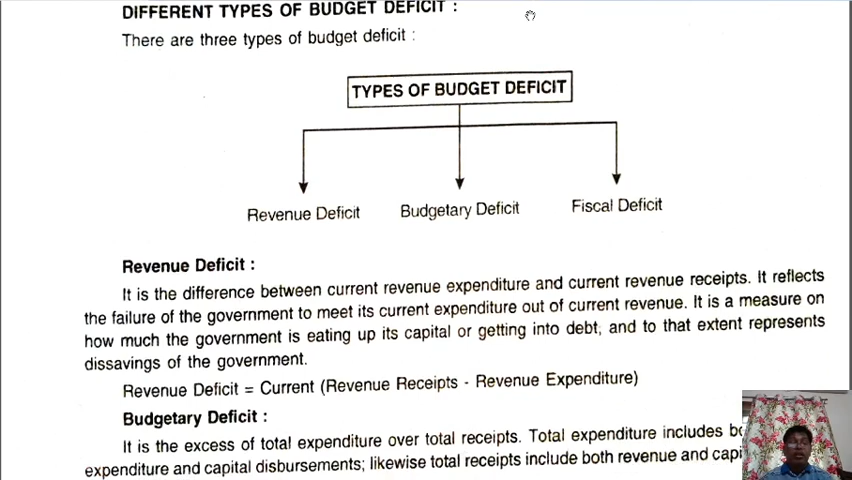 DIFFERENT TYPES OF BUDGET DEFICIT :
There are three types of budget deficit :
TYPES OF BUDGET DEFICIT
Revenue Deficit Budgetary Deficit Fiscal Deficit
Revenue Deficit :
It is the difference between current revenue expenditure and current revenue receipts. It reflects
the failure of the government to meet its current expenditure out of current revenue. It is a measure on
how much the government is eating up its capital or getting into debt, and to that extent represents
dissavings of the government.
Revenue Deficit = Current (Revenue Receipts - Revenue Expenditure)
Budgetary Deficit :
It is the excess of total expenditure over total receipts. Total expenditure includes
expenditure and capital disbursements; likewise total receipts include both revenue and